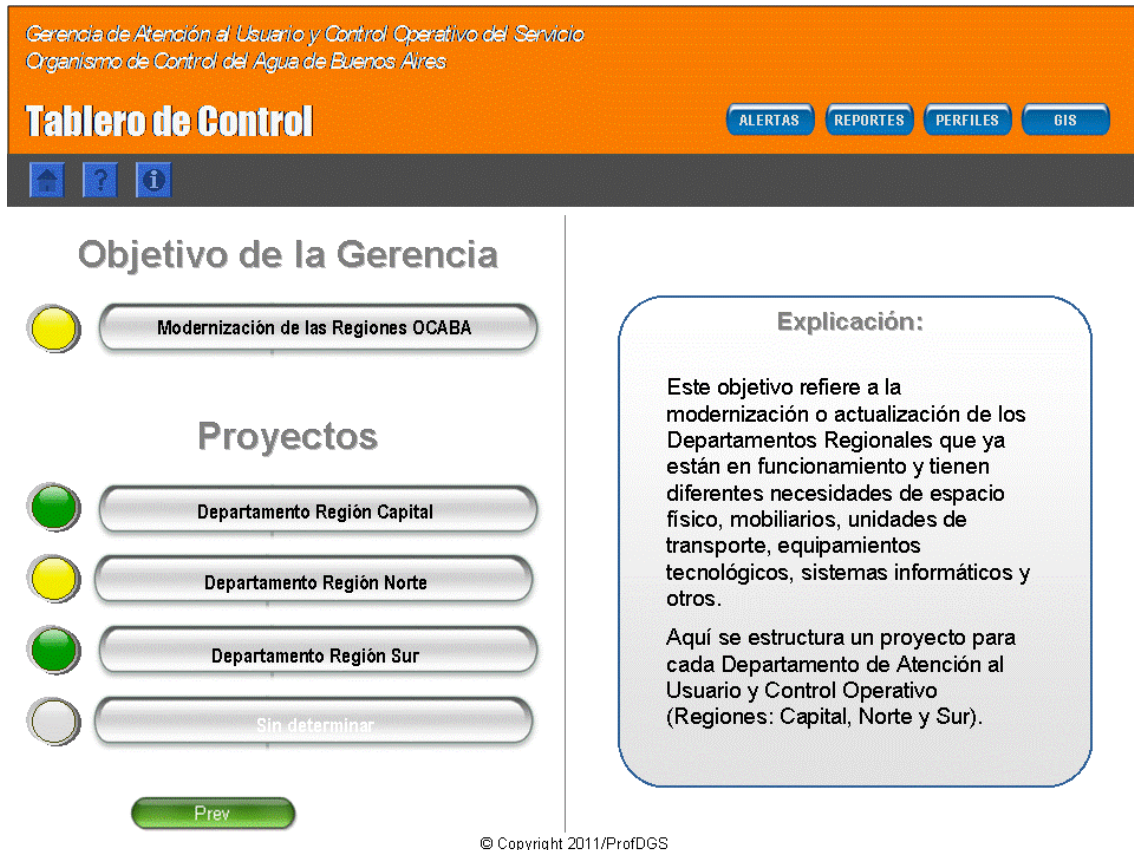 Gerencia de Atención al Usuario y Control Operativo del Servicio
Organismo de Control del Agua de Buenos Aires
Tablero de Control
ALERTAS
REPORTES
PERFILES
GIS
?
i
Objetivo de la Gerencia
Modernización de las Regiones OCABA
Proyectos
Departamento Región Capital
Departamento Región Norte
Departamento Región Sur
Sin determinar
Prev
Explicación:
Este objetivo refiere a la
modernización o actualización de los
Departamentos Regionales que ya
están en funcionamiento y tienen
diferentes necesidades de espacio
físico, mobiliarios, unidades de
transporte, equipamientos
tecnológicos, sistemas informáticos y
otros.
Aquí se estructura un proyecto para
cada Departamento de Atención al
Usuario y Control Operativo
(Regiones: Capital, Norte y Sur).
© Copyright 2011/ProfDGS